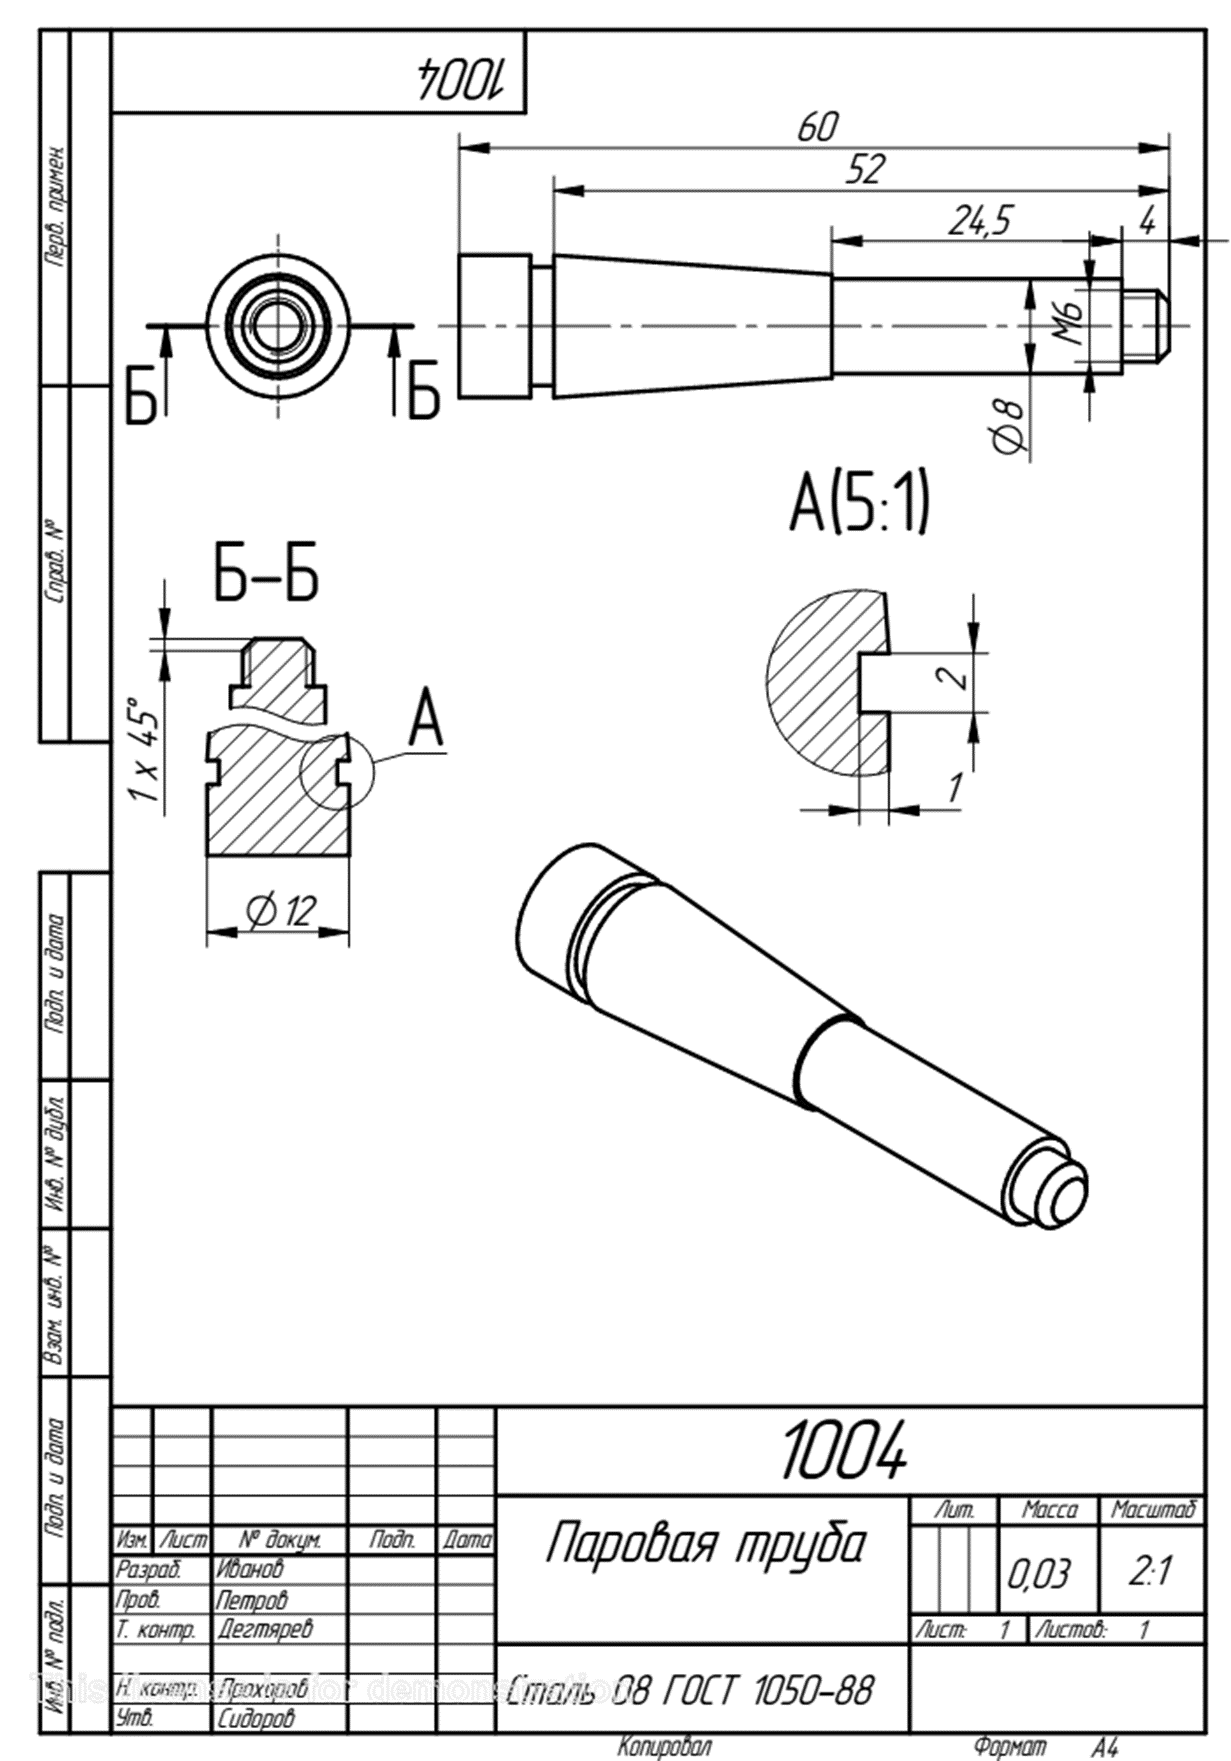 1004
60
52
24,5
4
М6
⌀8
Б
Б
А(5:1)
Б-Б
1 x 45°
А
2
1
⌀12
Перв. примен.
Справ. №
Подп. и дата
Инв. № дубл.
Взам. инв. №
Подп. и дата
Инв. № подл.
1004
Изм. Лист № докум. Подп. Дата
Разраб. Иванов
Пров. Петров
Т. контр. Дегтярев
Н. контр. Прохоров
Утв. Сидоров
Паровая труба
Лит. Масса Масштаб
0,03 2:1
Лист: 1 Листов: 1
Сталь 08 ГОСТ 1050-88
Копировал Формат А4